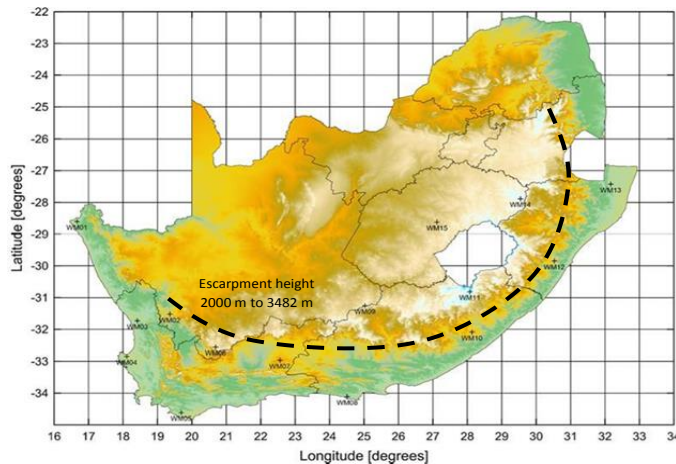 -22
-23
-24
-25
-26
-27
-28
-29
-30
-31
-32
-33
-34
Latitude [degrees]
WM13
WM14
WM01
WM15
WM12
Escarpment height
2000 m to 3482 m
WM11
WM09
WM02
WM03
WM10
WM06
WM04
WM07
WM08
WM05
16 17 18 19 20 21 22 23 24 25 26 27 28 29 30 31 33 34
Longitude [degrees]